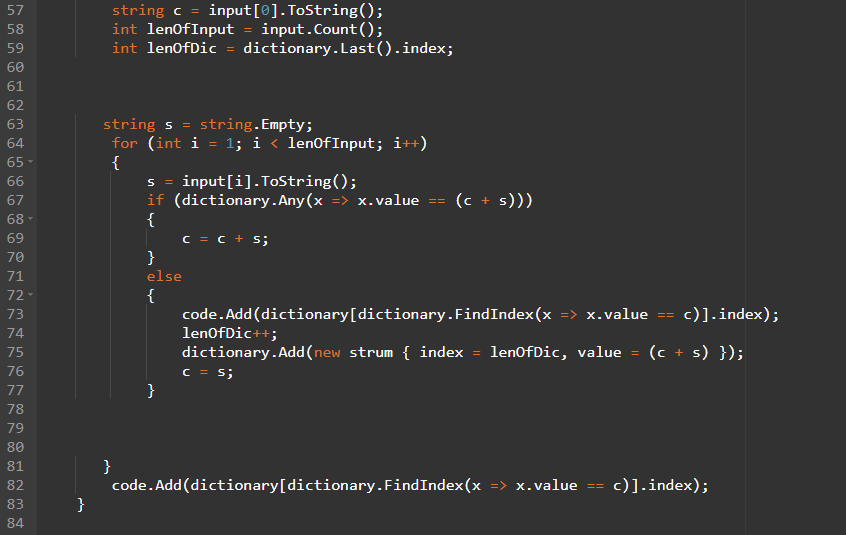 57 string c = input[0].ToString();
58 int lenOfInput = input.Count();
59 int lenOfDic = dictionary.Last().index;
60
61
62
63 string s = string.Empty;
64 for (int i = 1; i < lenOfInput; i++)
65 {
66 s = input[i].ToString();
67 if (dictionary.Any(x => x.value == (c + s)))
68 {
69 c = c + s;
70 }
71 else
72 {
73 code.Add(dictionary[dictionary.FindIndex(x => x.value == c)].index);
74 lenOfDic++;
75 dictionary.Add(new strum { index = lenOfDic, value = (c + s) });
76 c = s;
77 }
78
79
80
81 }
82 code.Add(dictionary[dictionary.FindIndex(x => x.value == c)].index);
83 }
84